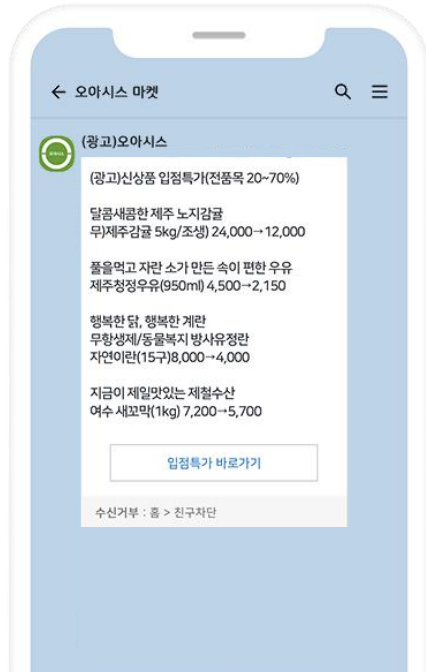 오아시스 마켓
(광고)오아시스
(광고)신상품 입점특가(전품목 20~70%)
달콤새콤한 제주 노지감귤
무)제주감귤 5kg/조생) 24,000→12,000
풀을먹고 자란 소가 만든 속이 편한 우유
제주청정우유(950ml) 4,500→2,150
행복한 닭, 행복한 계란
무항생제/동물복지 방사유정란
자연이란(15구)8,000→4,000
지금이 제일맛있는 제철수산
여수 새꼬막(1kg) 7,200→5,700
입점특가 바로가기
수신거부 : 홈 > 친구차단